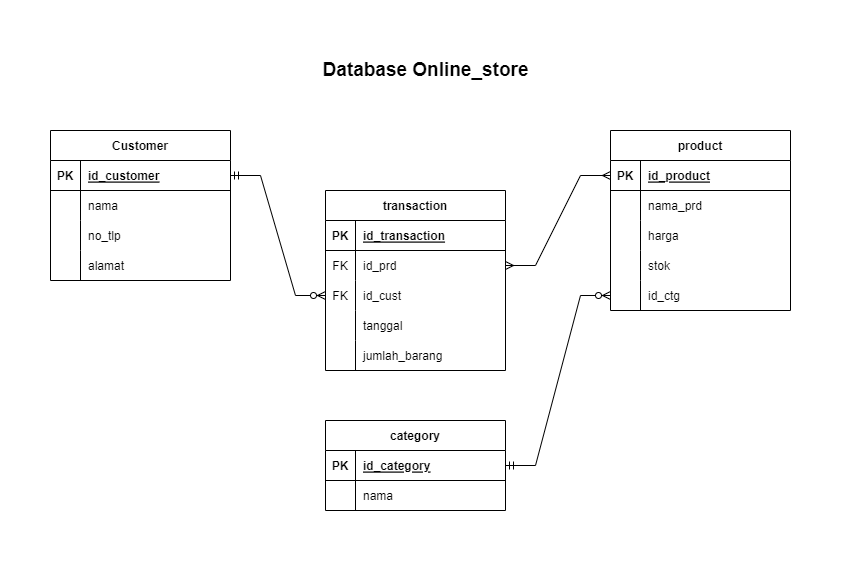 Database Online_store
Customer
PK id_customer
nama
no_tlp
alamat
transaction
PK id_transaction
FK id_prd
FK id_cust
tanggal
jumlah_barang
product
PK id_product
nama_prd
harga
stok
id_ctg
category
PK id_category
nama